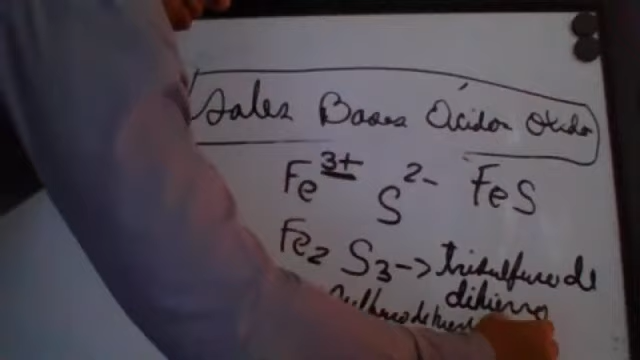 Sales Bases Ácidos Óxidos
Fe³⁺ S²⁻ FeS
Fe₂ S₃ -> trisulfuro de
dihierro